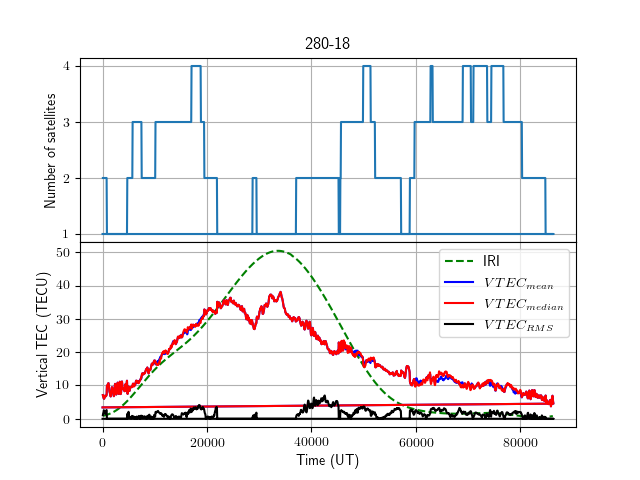 280-18
Number of satellites
4
3
2
1
Vertical TEC (TECU)
50
40
30
20
10
0
IRI
VTEC_mean
VTEC_median
VTEC_RMS
0 20000 40000 60000 80000
Time (UT)